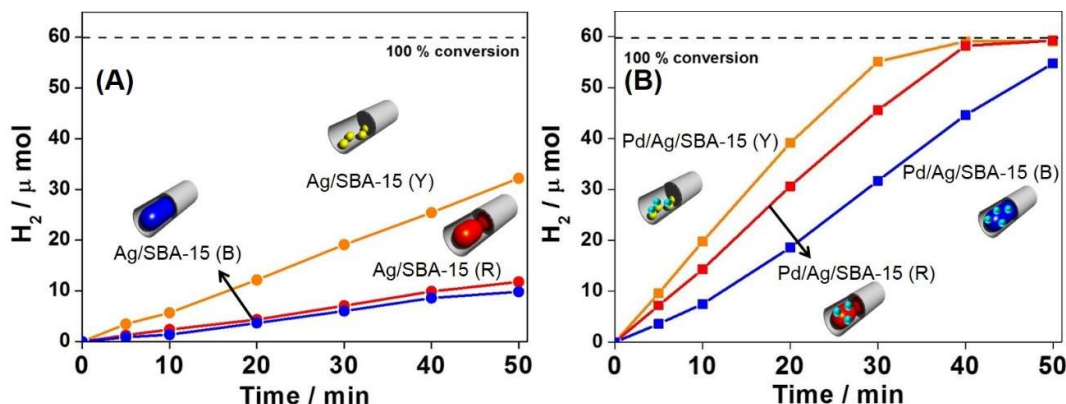 (A)
H2 / μ mol
60
50
40
30
20
10
0
100 % conversion
Ag/SBA-15 (Y)
Ag/SBA-15 (B)
Ag/SBA-15 (R)
0 10 20 30 40 50
Time / min
(B)
H2 / μ mol
60
50
40
30
20
10
0
100 % conversion
Pd/Ag/SBA-15 (Y)
Pd/Ag/SBA-15 (B)
Pd/Ag/SBA-15 (R)
0 10 20 30 40 50
Time / min